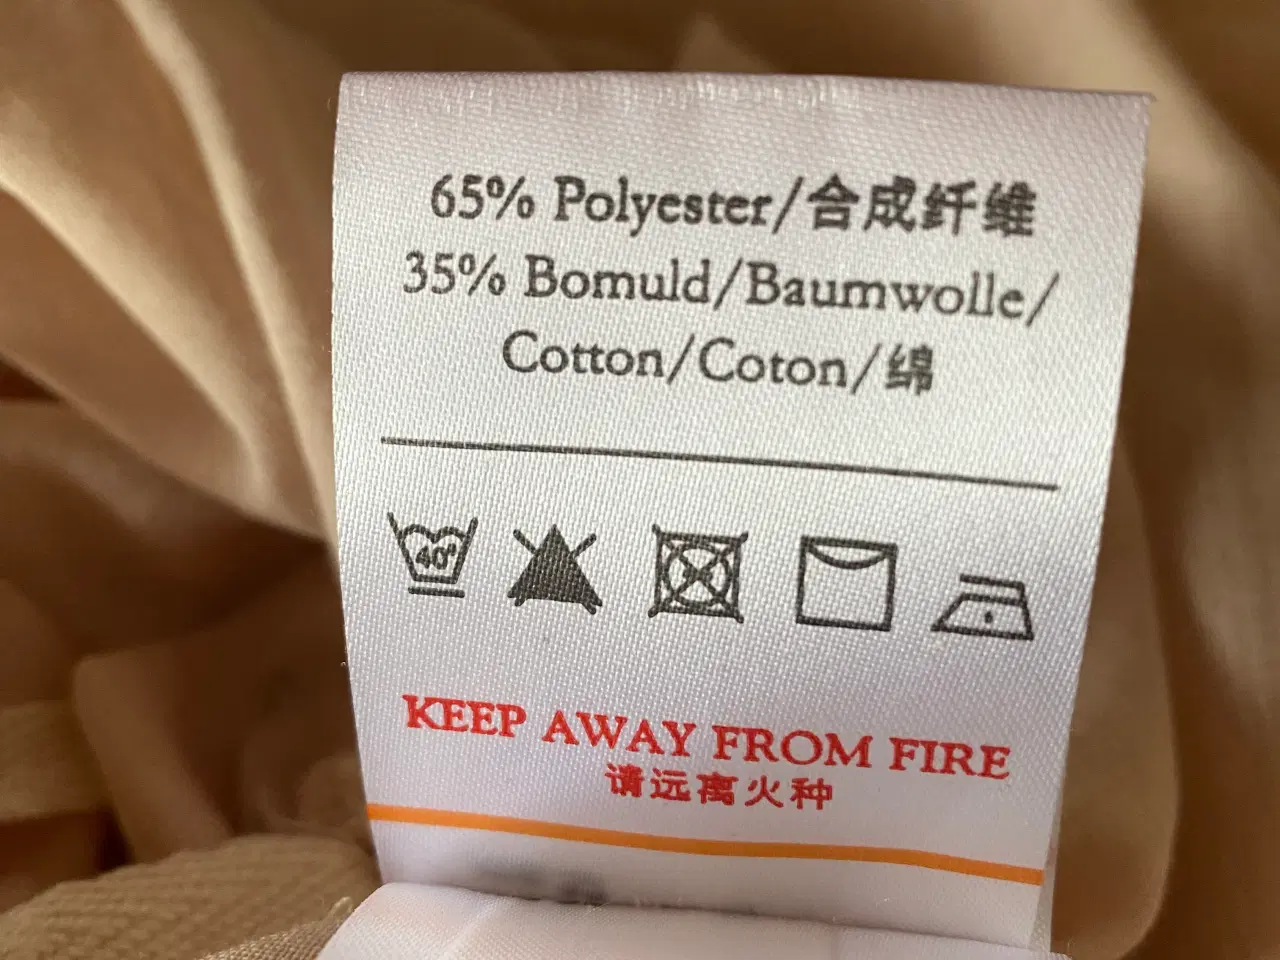 65% Polyester/合成纤维
35% Bomuld/Baumwolle/
Cotton/Coton/绵
40°
KEEP AWAY FROM FIRE
请远离火种